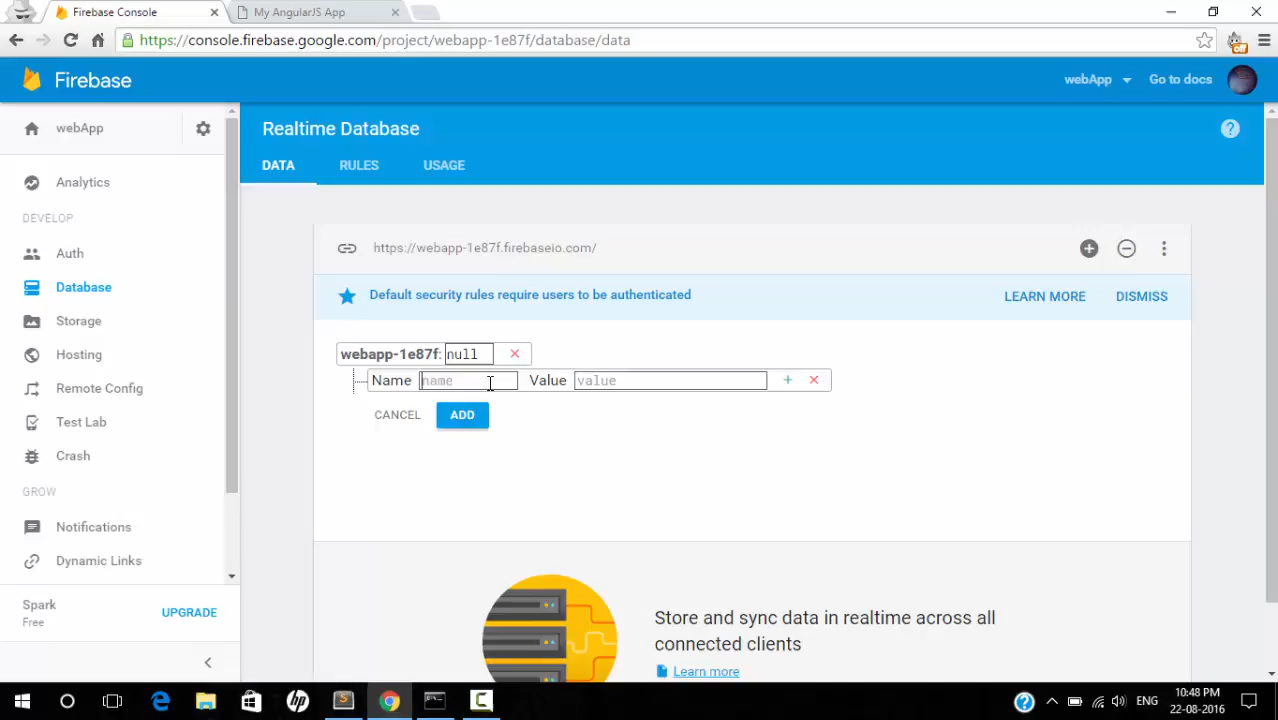 Firebase Console
My AngularJS App
https://console.firebase.google.com/project/webapp-1e87f/database/data
off
Firebase
webApp
Go to docs
webApp
Realtime Database
DATA
RULES
USAGE
Analytics
DEVELOP
Auth
Database
Storage
Hosting
Remote Config
Test Lab
Crash
GROW
Notifications
Dynamic Links
Spark
Free
UPGRADE
https://webapp-1e87f.firebaseio.com/
Default security rules require users to be authenticated
LEARN MORE
DISMISS
webapp-1e87f: null
Name name Value value
CANCEL
ADD
Store and sync data in realtime across all
connected clients
Learn more
ENG
10:48 PM
22-08-2016